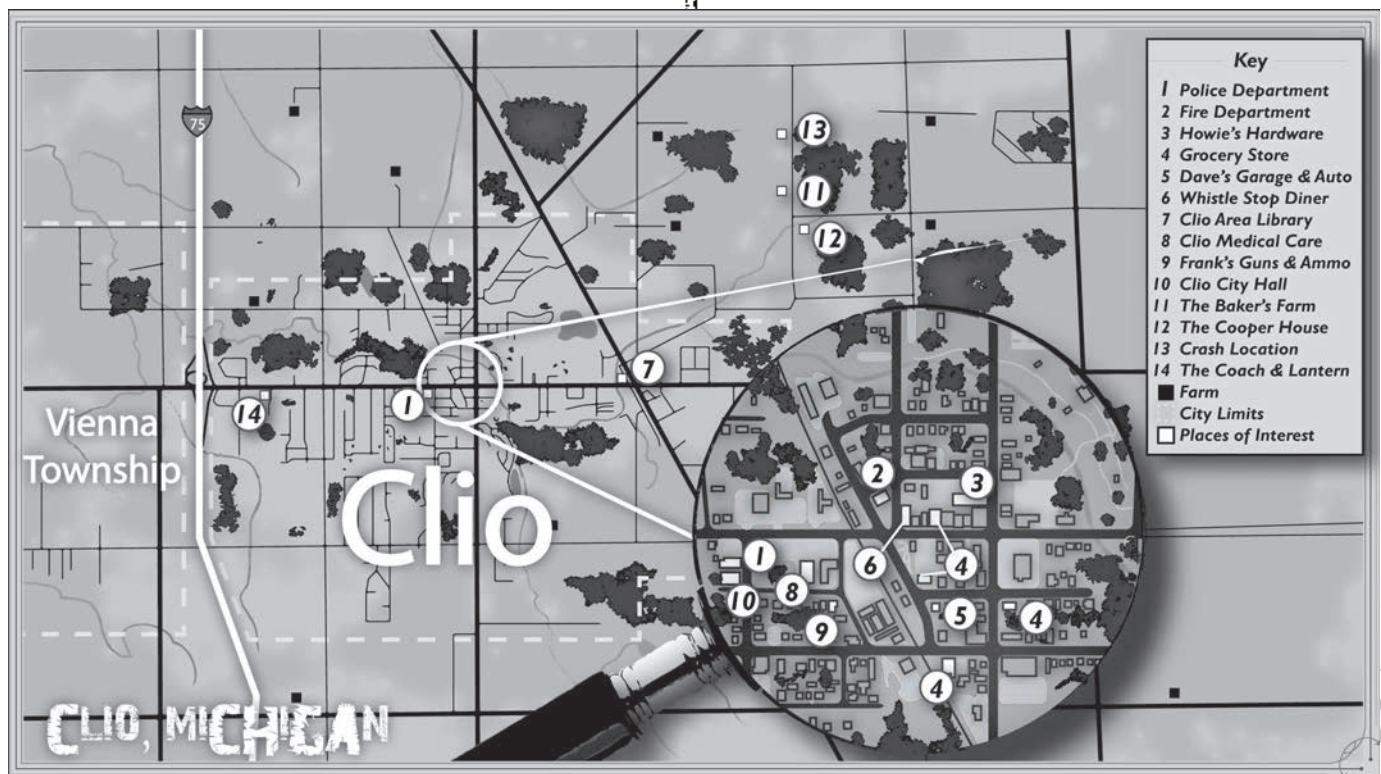 75
Key
1 Police Department
2 Fire Department
3 Howie's Hardware
4 Grocery Store
5 Dave's Garage & Auto
6 Whistle Stop Diner
7 Clio Area Library
8 Clio Medical Care
9 Frank's Guns & Ammo
10 Clio City Hall
11 The Baker's Farm
12 The Cooper House
13 Crash Location
14 The Coach & Lantern
Farm
City Limits
Places of Interest
13
11
12
7
14
1
Vienna
Township
Clio
2
3
6
4
1
8
10
9
5
4
4
CLIO, MICHIGAN